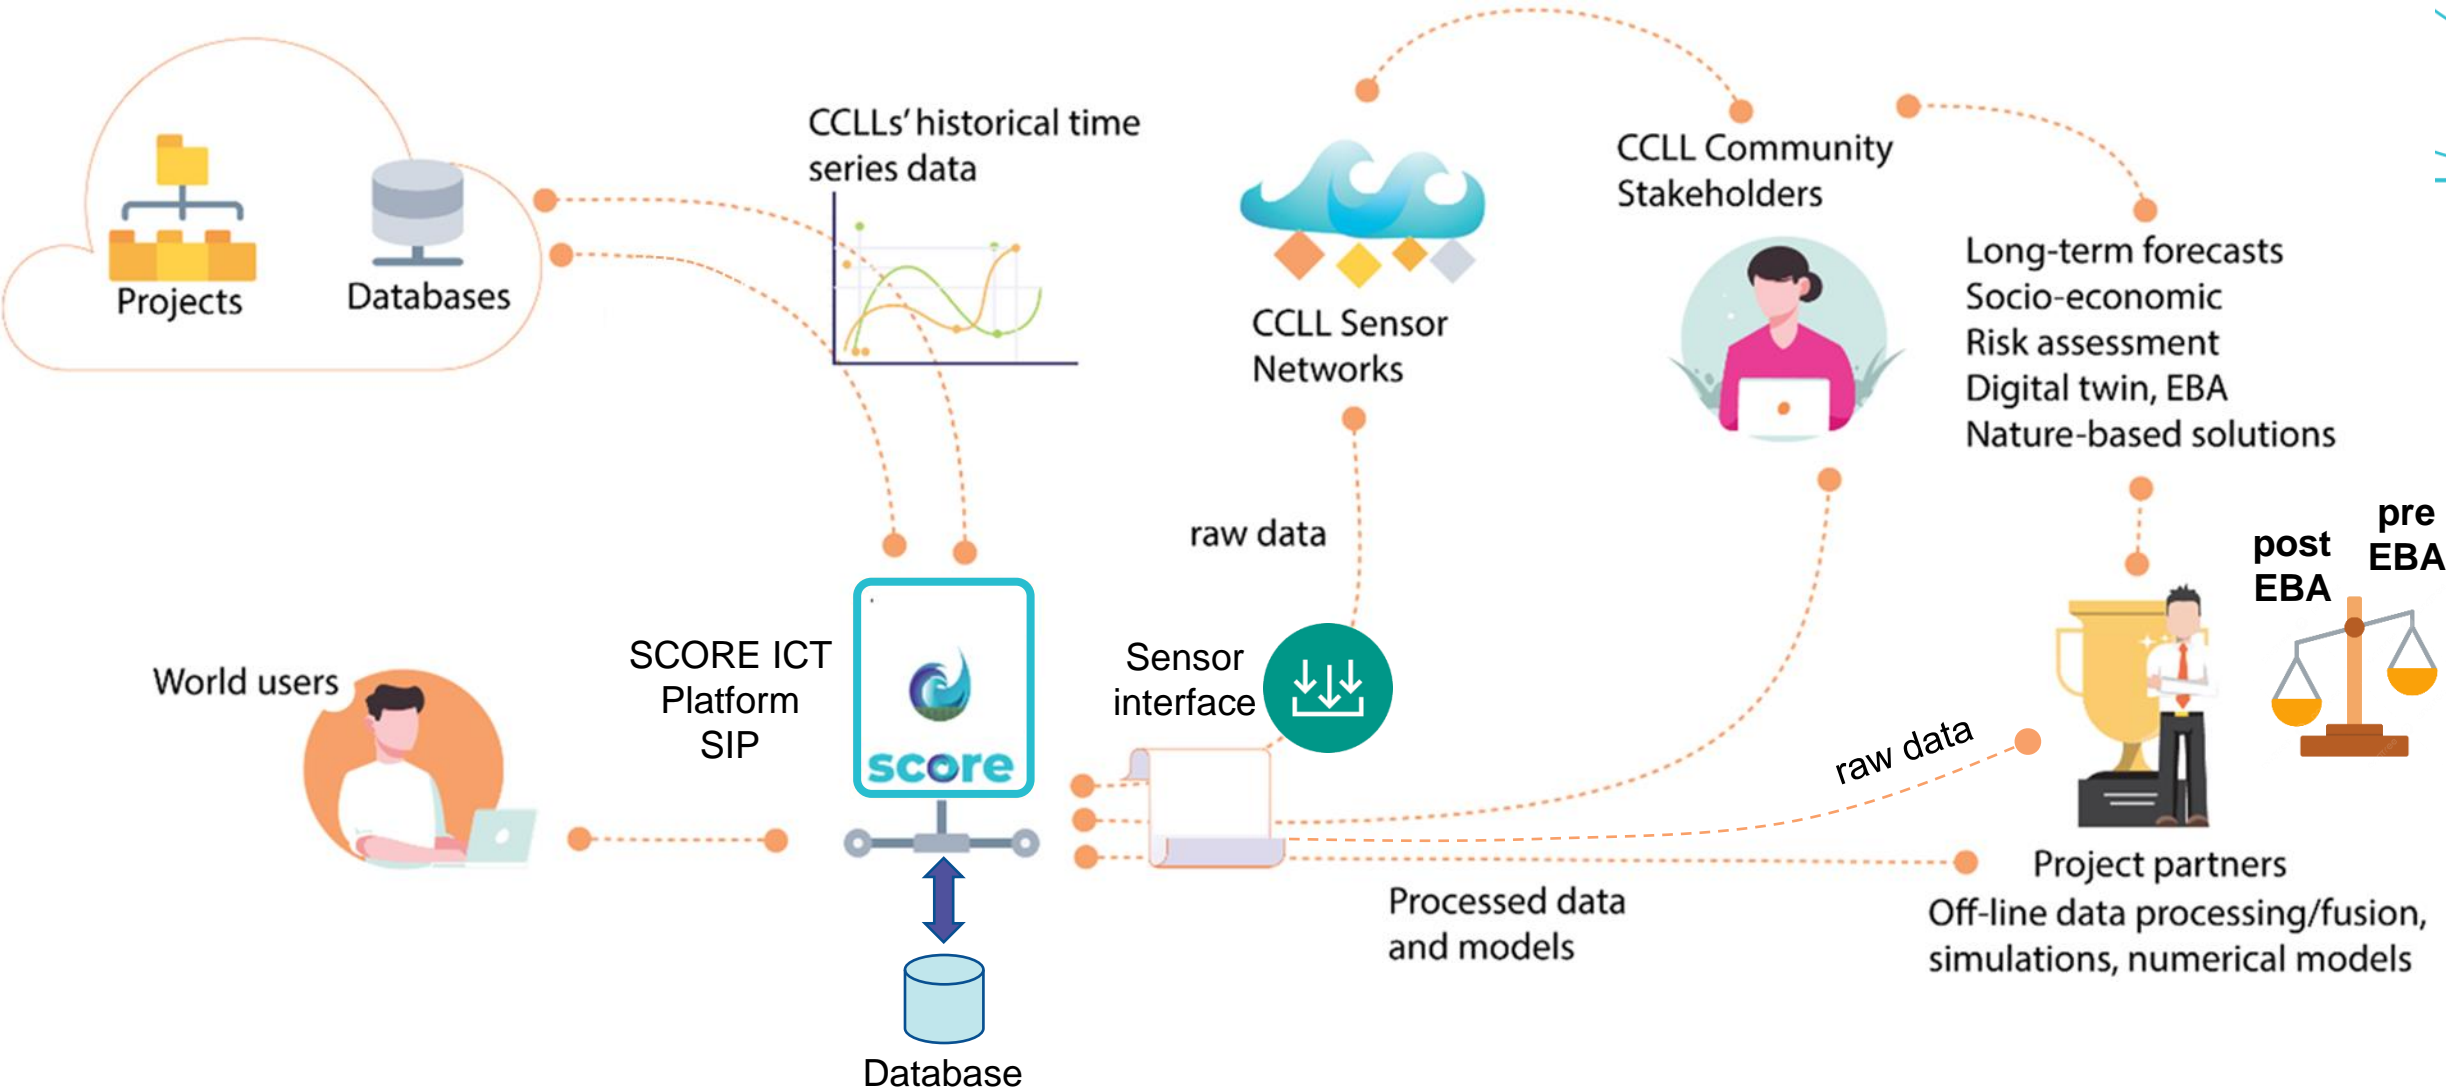 Projects
Databases
CCLLs' historical time
series data
CCLL Sensor
Networks
CCLL Community
Stakeholders
Long-term forecasts
Socio-economic
Risk assessment
Digital twin, EBA
Nature-based solutions
raw data
post
EBA
pre
EBA
World users
SCORE ICT
Platform
SIP
score
Sensor
interface
raw data
Processed data
and models
Project partners
Off-line data processing/fusion,
simulations, numerical models
Database